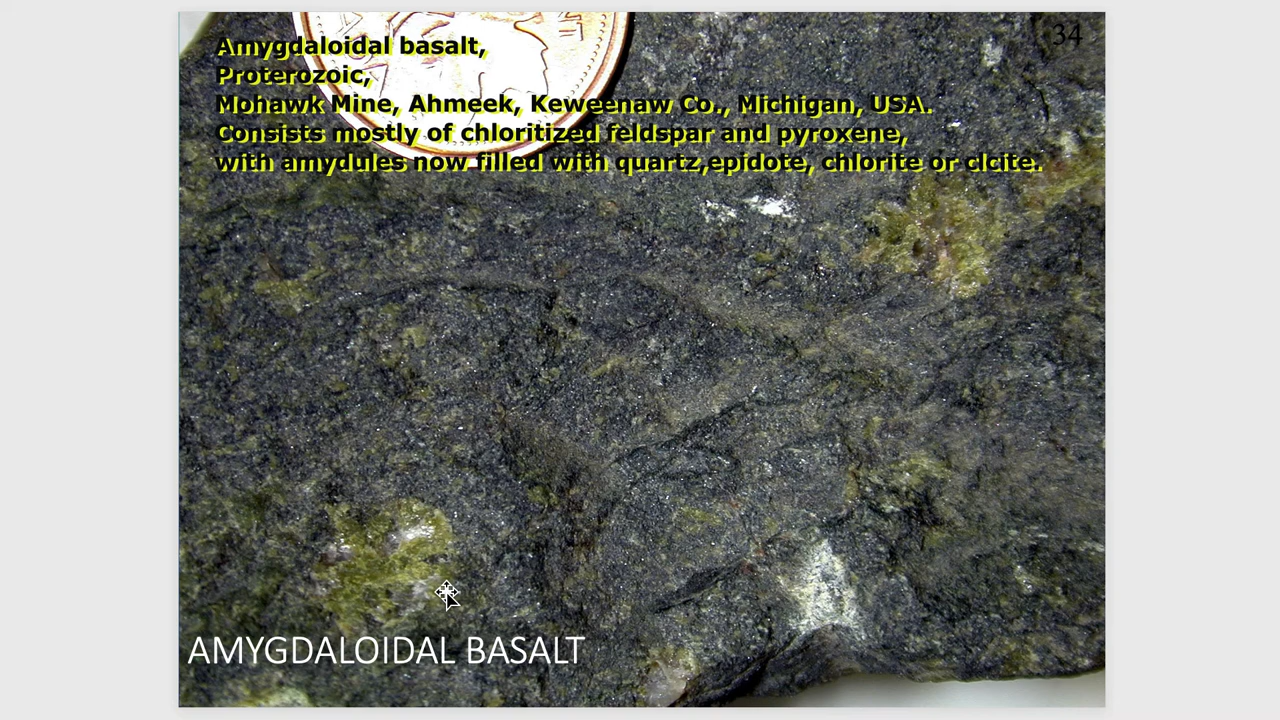 34
Amygdaloidal basalt,
Proterozoic,
Mohawk Mine, Ahmeek, Keweenaw Co., Michigan, USA.
Consists mostly of chloritized feldspar and pyroxene,
with amydules now filled with quartz,epidote, chlorite or clcite.
AMYGDALOIDAL BASALT